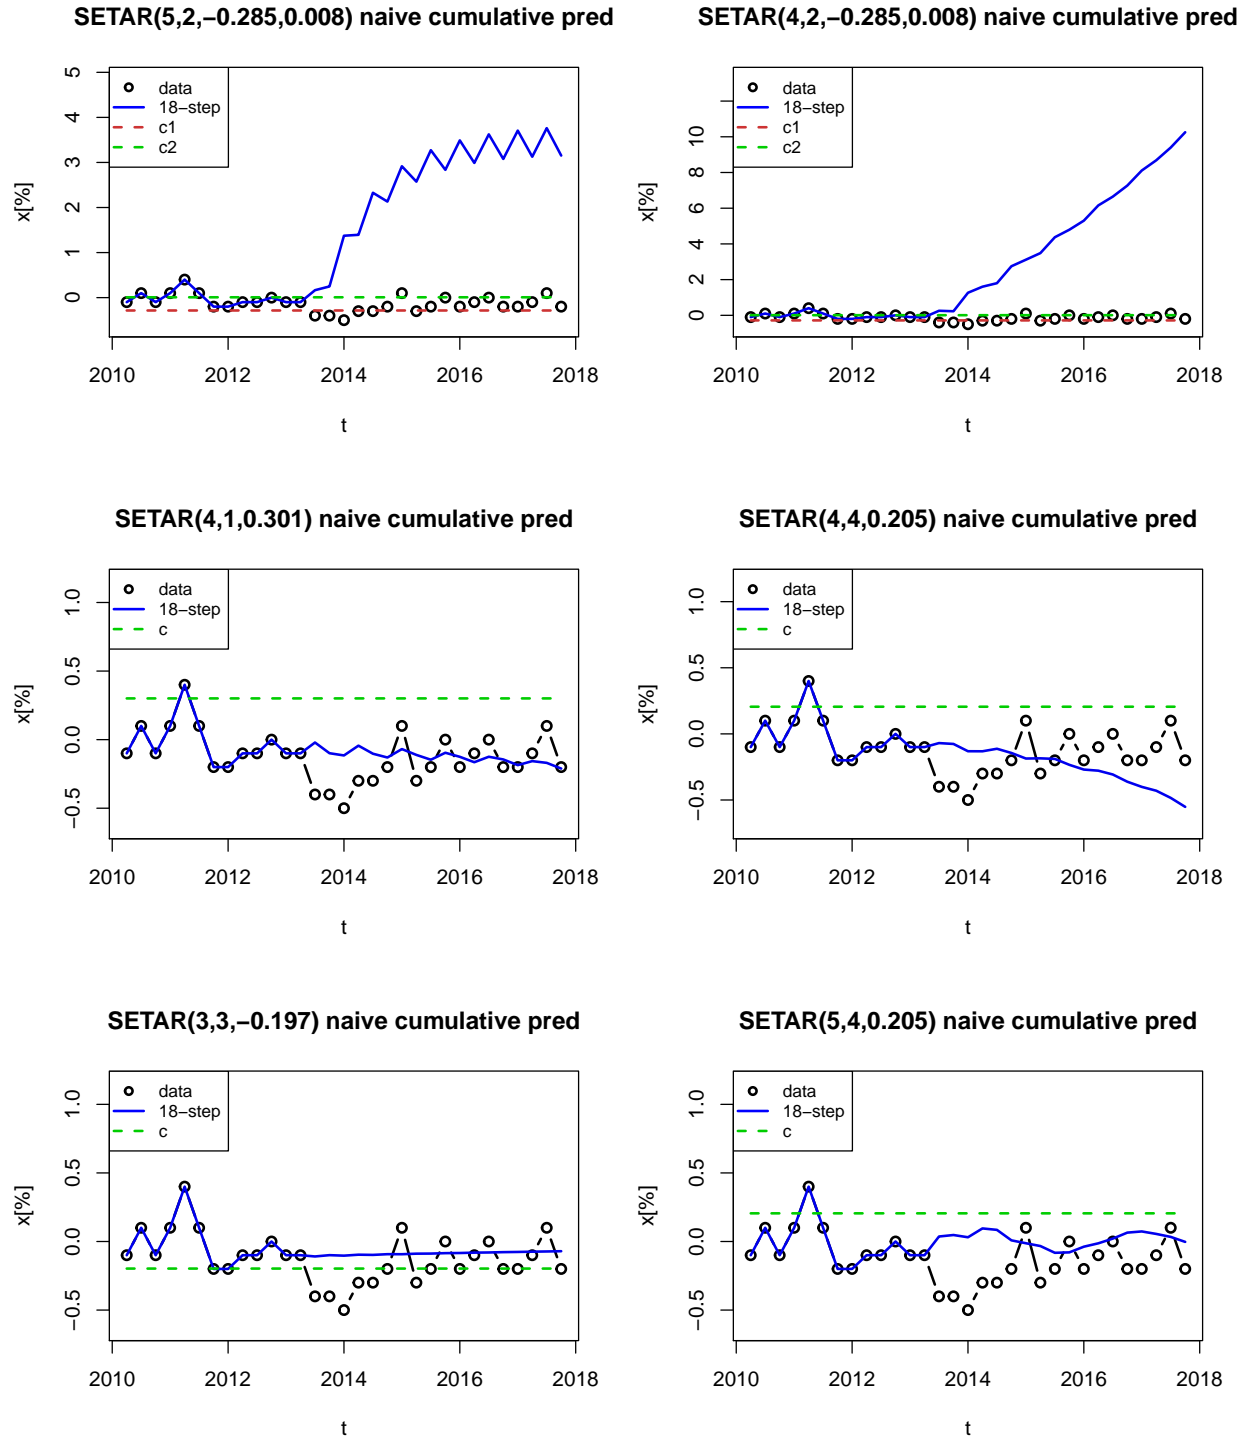 SETAR(5,2,−0.285,0.008) naive cumulative pred
data
18−step
c1
c2
5
4
3
2
1
0
x[%]
2010 2012 2014 2016 2018
t
SETAR(4,2,−0.285,0.008) naive cumulative pred
data
18−step
c1
c2
10
8
6
4
2
0
x[%]
2010 2012 2014 2016 2018
t
SETAR(4,1,0.301) naive cumulative pred
data
18−step
c
1.0
0.5
0.0
−0.5
x[%]
2010 2012 2014 2016 2018
t
SETAR(4,4,0.205) naive cumulative pred
data
18−step
c
1.0
0.5
0.0
−0.5
x[%]
2010 2012 2014 2016 2018
t
SETAR(3,3,−0.197) naive cumulative pred
data
18−step
c
1.0
0.5
0.0
−0.5
x[%]
2010 2012 2014 2016 2018
t
SETAR(5,4,0.205) naive cumulative pred
data
18−step
c
1.0
0.5
0.0
−0.5
x[%]
2010 2012 2014 2016 2018
t